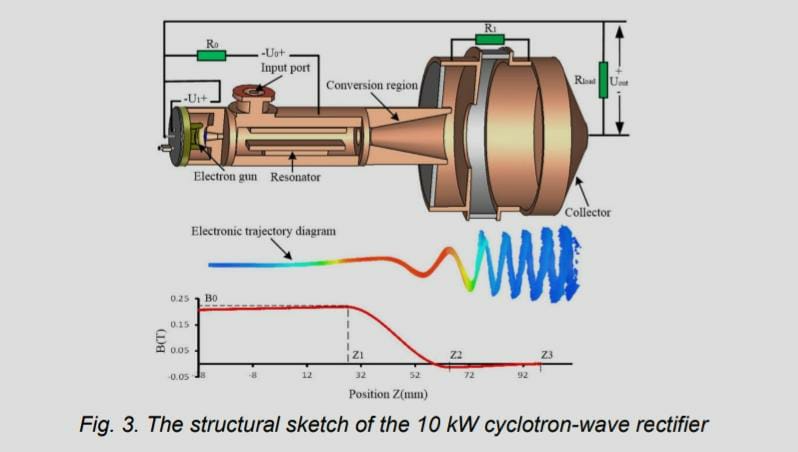 R0
R1
-U0+
Input port
Conversion region
Rload
+
Uout
-
-U1+
Electron gun
Resonator
Collector
Electronic trajectory diagram
B(T)
0.25
B0
0.15
0.05
-0.05
Z1
Z2
Z3
-8
12
32
52
72
92
Position Z(mm)
Fig. 3. The structural sketch of the 10 kW cyclotron-wave rectifier